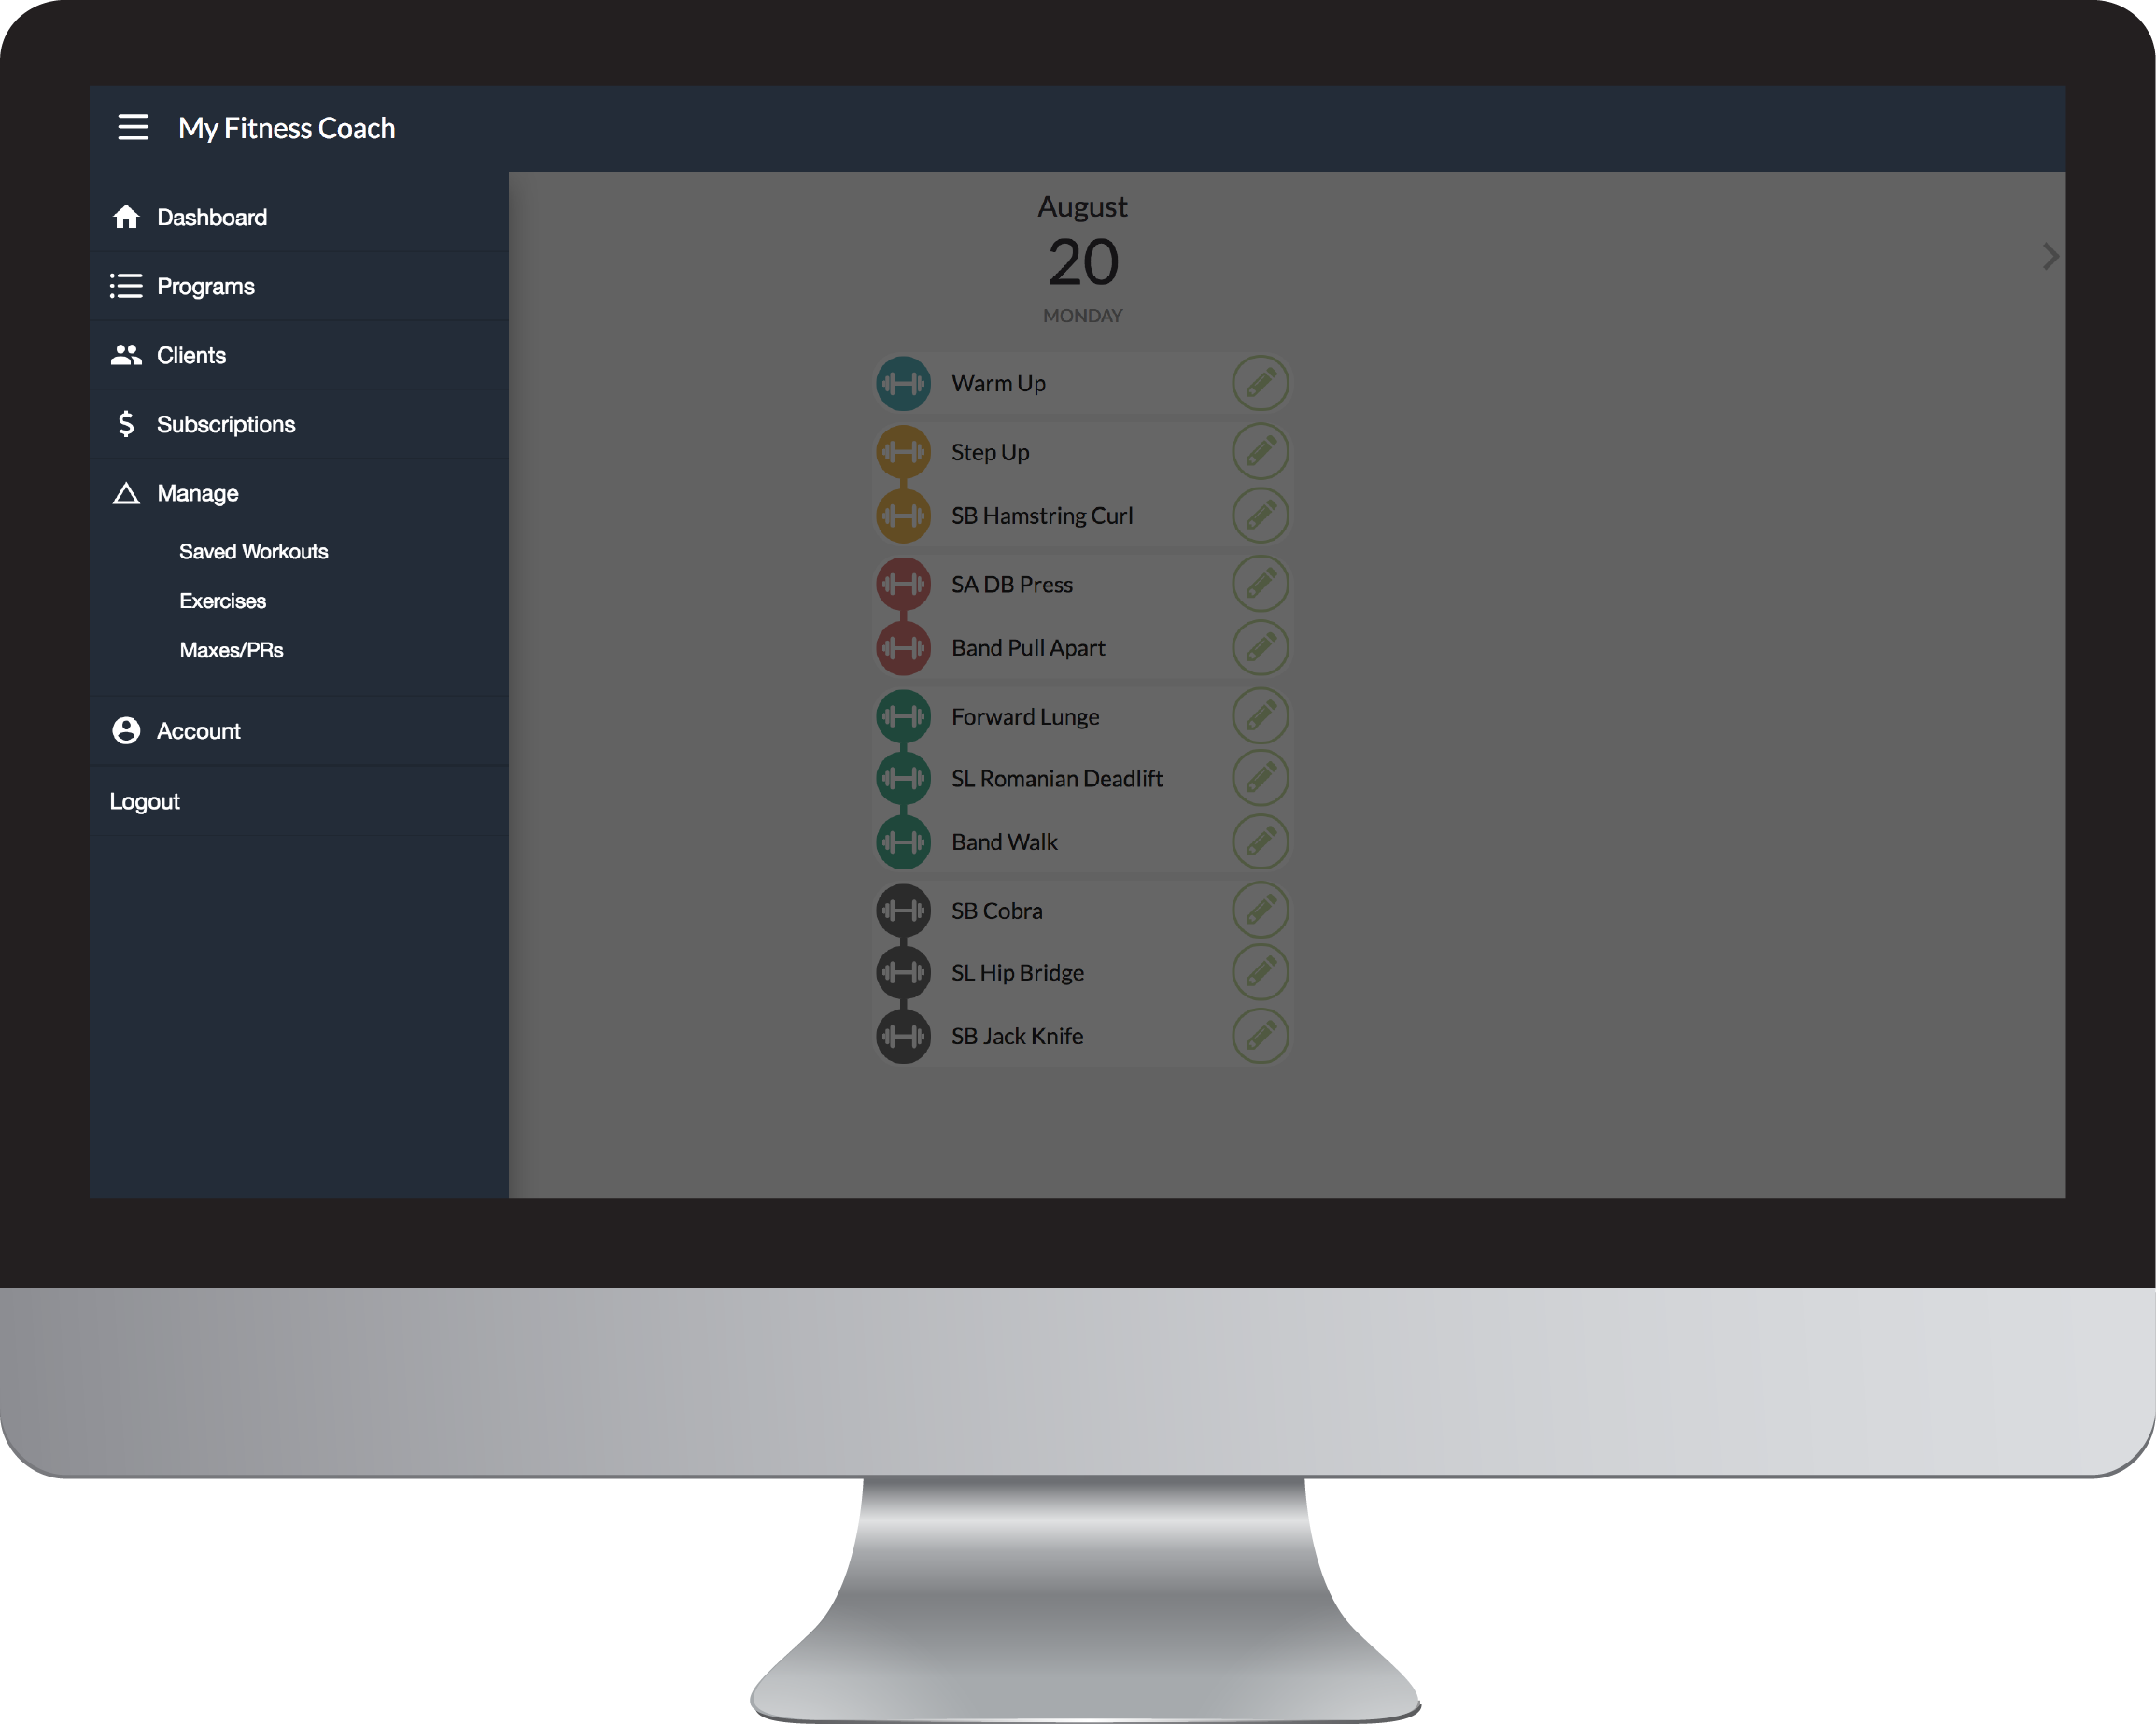 My Fitness Coach
Dashboard
Programs
Clients
Subscriptions
Manage
Saved Workouts
Exercises
Maxes/PRs
Account
Logout
August
20
MONDAY
Warm Up
Step Up
SB Hamstring Curl
SA DB Press
Band Pull Apart
Forward Lunge
SL Romanian Deadlift
Band Walk
SB Cobra
SL Hip Bridge
SB Jack Knife